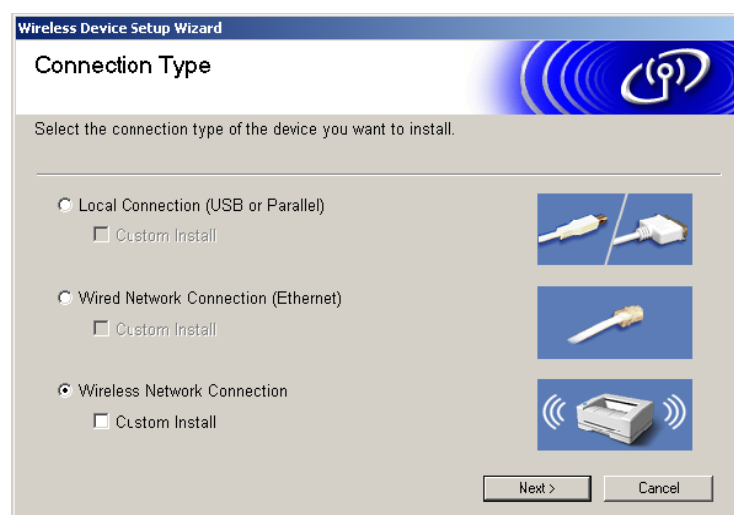 Wireless Device Setup Wizard
Connection Type
Select the connection type of the device you want to install.
Local Connection (USB or Parallel)
Custom Install
Wired Network Connection (Ethernet)
Custom Install
Wireless Network Connection
Custom Install
Next > Cancel